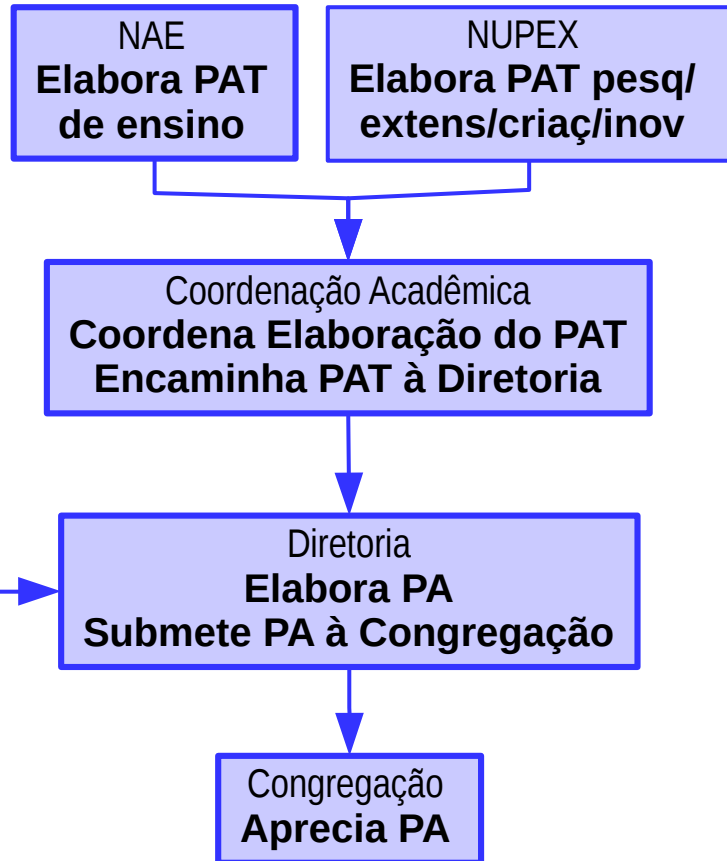 NAE
Elabora PAT
de ensino
NUPEX
Elabora PAT pesq/
extens/criaç/inov
Coordenação Acadêmica
Coordena Elaboração do PAT
Encaminha PAT à Diretoria
Diretoria
Elabora PA
Submete PA à Congregação
Congregação
Aprecia PA